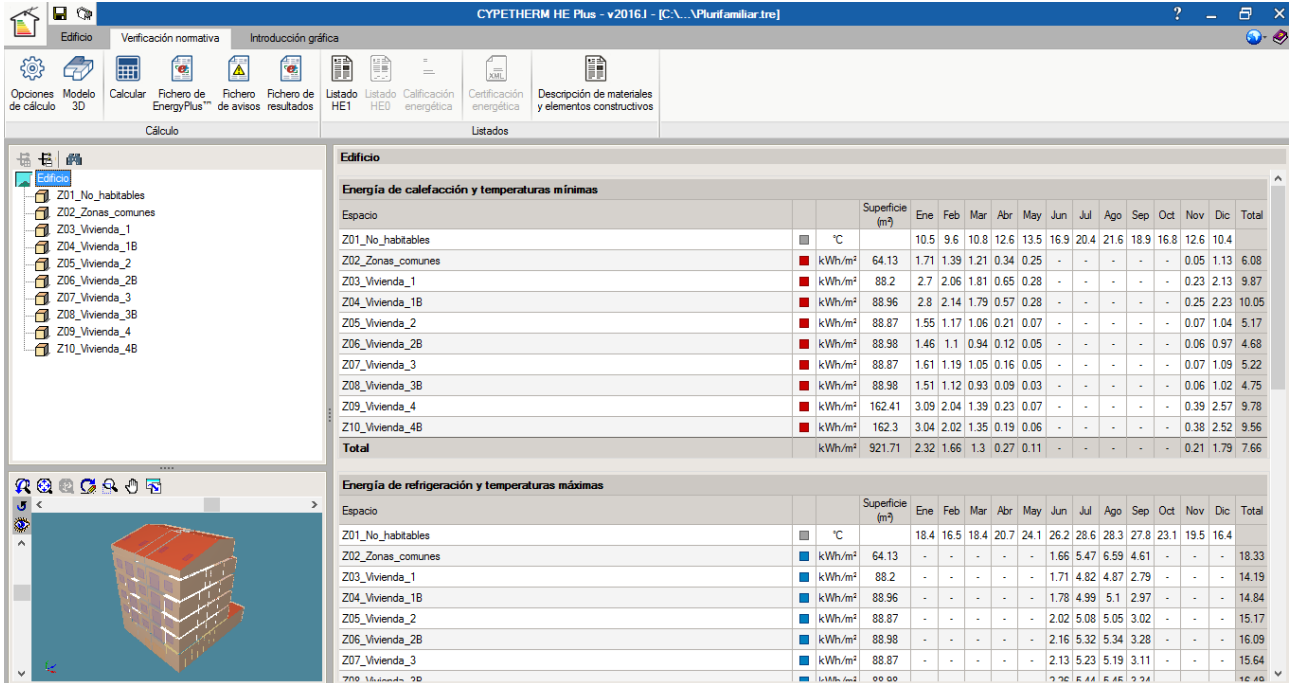 CYPETHERM HE Plus - v2016.I - [C:\...\Plurifamiliar.tre]
Edificio Verificación normativa Introducción gráfica
Opciones de cálculo Modelo 3D Calcular Fichero de EnergyPlus™ Fichero de avisos Fichero de resultados Listado HE1 Listado HE0 Calificación energética Certificación energética Descripción de materiales y elementos constructivos
Cálculo Listados
Edificio
Z01_No_habitables
Z02_Zonas_comunes
Z03_Vivienda_1
Z04_Vivienda_1B
Z05_Vivienda_2
Z06_Vivienda_2B
Z07_Vivienda_3
Z08_Vivienda_3B
Z09_Vivienda_4
Z10_Vivienda_4B
Edificio
Energía de calefacción y temperaturas mínimas
Espacio Superficie (m²) Ene Feb Mar Abr May Jun Jul Ago Sep Oct Nov Dic Total
Z01_No_habitables °C 10.5 9.6 10.8 12.6 13.5 16.9 20.4 21.6 18.9 16.8 12.6 10.4
Z02_Zonas_comunes kWh/m² 64.13 1.71 1.39 1.21 0.34 0.25 - - - - - 0.05 1.13 6.08
Z03_Vivienda_1 kWh/m² 88.2 2.7 2.06 1.81 0.65 0.28 - - - - - 0.23 2.13 9.87
Z04_Vivienda_1B kWh/m² 88.96 2.8 2.14 1.79 0.57 0.28 - - - - - 0.25 2.23 10.05
Z05_Vivienda_2 kWh/m² 88.87 1.55 1.17 1.06 0.21 0.07 - - - - - 0.07 1.04 5.17
Z06_Vivienda_2B kWh/m² 88.98 1.46 1.1 0.94 0.12 0.05 - - - - - 0.06 0.97 4.68
Z07_Vivienda_3 kWh/m² 88.87 1.61 1.19 1.05 0.16 0.05 - - - - - 0.07 1.09 5.22
Z08_Vivienda_3B kWh/m² 88.98 1.51 1.12 0.93 0.09 0.03 - - - - - 0.06 1.02 4.75
Z09_Vivienda_4 kWh/m² 162.41 3.09 2.04 1.39 0.23 0.07 - - - - - 0.39 2.57 9.78
Z10_Vivienda_4B kWh/m² 162.3 3.04 2.02 1.35 0.19 0.06 - - - - - 0.38 2.52 9.56
Total kWh/m² 921.71 2.32 1.66 1.3 0.27 0.11 - - - - - 0.21 1.79 7.66
Energía de refrigeración y temperaturas máximas
Espacio Superficie (m²) Ene Feb Mar Abr May Jun Jul Ago Sep Oct Nov Dic Total
Z01_No_habitables °C 18.4 16.5 18.4 20.7 24.1 26.2 28.6 28.3 27.8 23.1 19.5 16.4
Z02_Zonas_comunes kWh/m² 64.13 - - - - - 1.66 5.47 6.59 4.61 - - - 18.33
Z03_Vivienda_1 kWh/m² 88.2 - - - - - 1.71 4.82 4.87 2.79 - - - 14.19
Z04_Vivienda_1B kWh/m² 88.96 - - - - - 1.78 4.99 5.1 2.97 - - - 14.84
Z05_Vivienda_2 kWh/m² 88.87 - - - - - 2.02 5.08 5.05 3.02 - - - 15.17
Z06_Vivienda_2B kWh/m² 88.98 - - - - - 2.16 5.32 5.34 3.28 - - - 16.09
Z07_Vivienda_3 kWh/m² 88.87 - - - - - 2.13 5.23 5.19 3.11 - - - 15.64